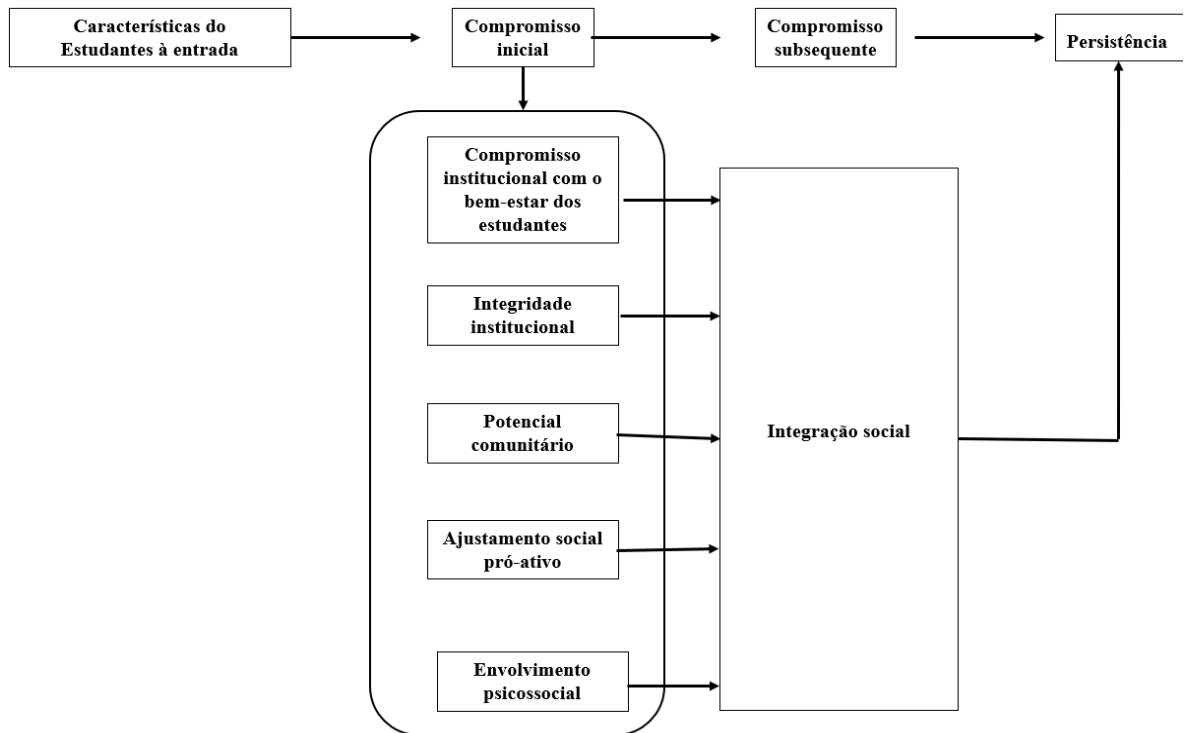 Características do
Estudantes à entrada
Compromisso
inicial
Compromisso
subsequente
Persistência
Compromisso
institucional com o
bem-estar dos
estudantes
Integridade
institucional
Potencial
comunitário
Integração social
Ajustamento social
pró-ativo
Envolvimento
psicossocial